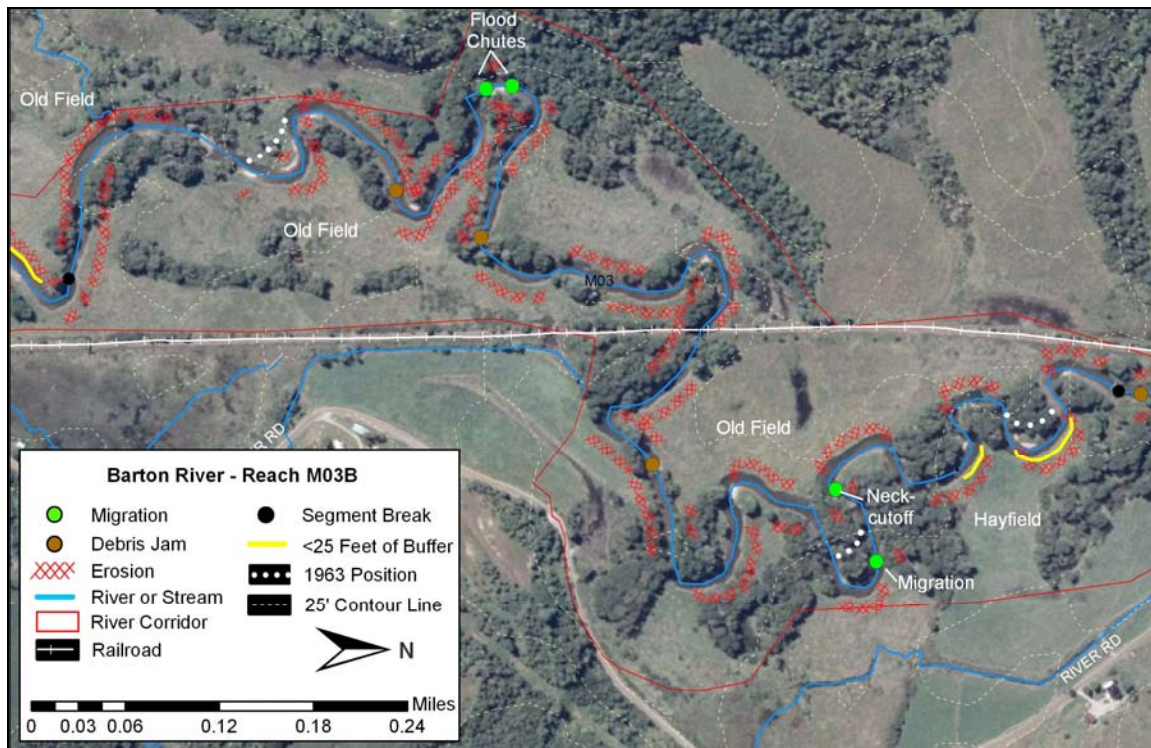 Flood
Chutes
Old Field
Old Field
M03
Old Field
Neck-
cutoff
Hayfield
Migration
RIVER RD
Barton River - Reach M03B
Migration
Debris Jam
Erosion
River or Stream
River Corridor
Railroad
Segment Break
<25 Feet of Buffer
1963 Position
25' Contour Line
N
Miles
0 0.03 0.06 0.12 0.18 0.24